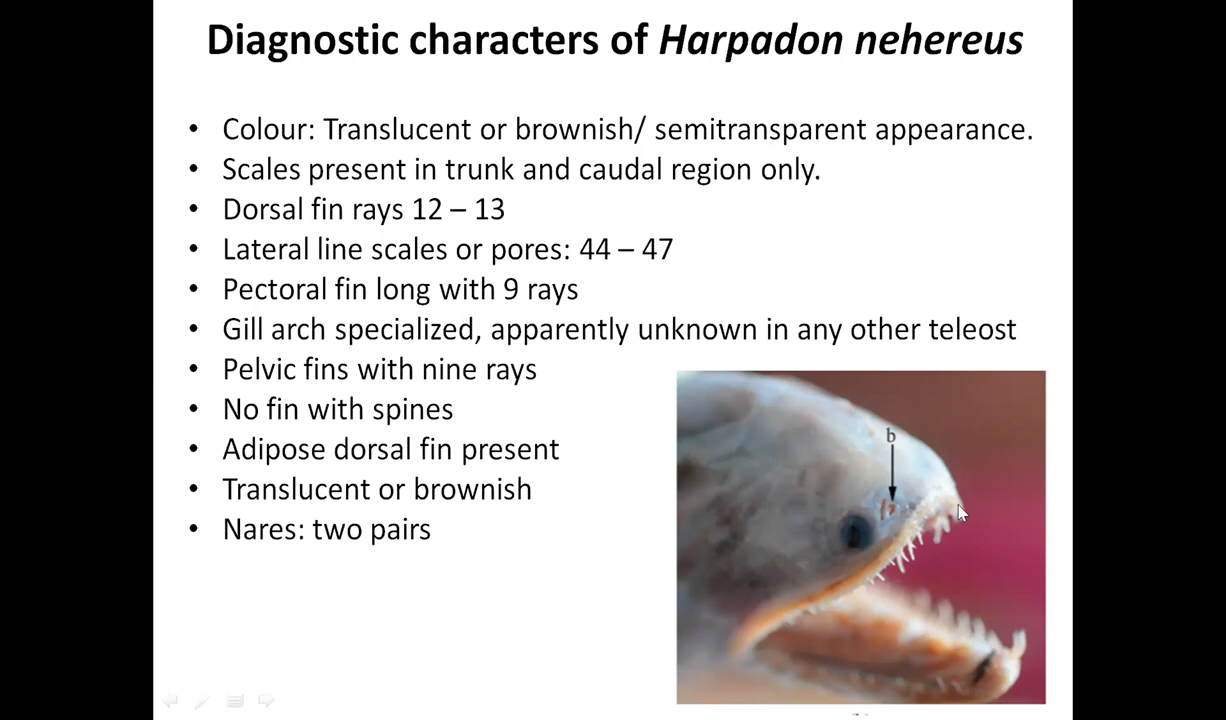 Diagnostic characters of Harpadon nehereus
• Colour: Translucent or brownish/ semitransparent appearance.
• Scales present in trunk and caudal region only.
• Dorsal fin rays 12 – 13
• Lateral line scales or pores: 44 – 47
• Pectoral fin long with 9 rays
• Gill arch specialized, apparently unknown in any other teleost
• Pelvic fins with nine rays
• No fin with spines
• Adipose dorsal fin present
• Translucent or brownish
• Nares: two pairs
b